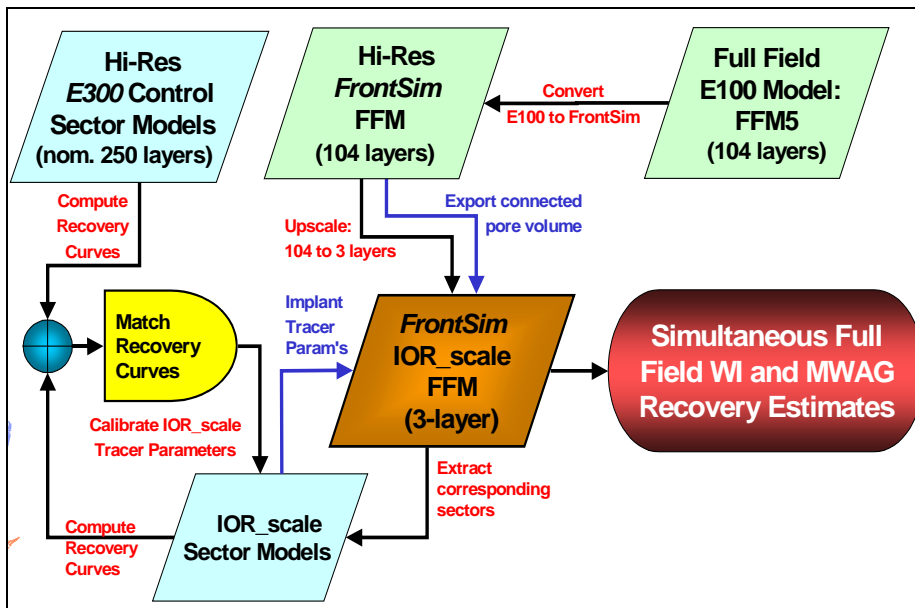 Hi-Res
E300 Control
Sector Models
(nom. 250 layers)
Hi-Res
FrontSim
FFM
(104 layers)
Full Field
E100 Model:
FFM5
(104 layers)
Convert
E100 to FrontSim
Compute
Recovery
Curves
Upscale:
104 to 3 layers
Export connected
pore volume
Match
Recovery
Curves
Implant
Tracer
Param's
FrontSim
IOR_scale
FFM
(3-layer)
Simultaneous Full
Field WI and MWAG
Recovery Estimates
Calibrate IOR_scale
Tracer Parameters
Extract
corresponding
sectors
IOR_scale
Sector Models
Compute
Recovery
Curves